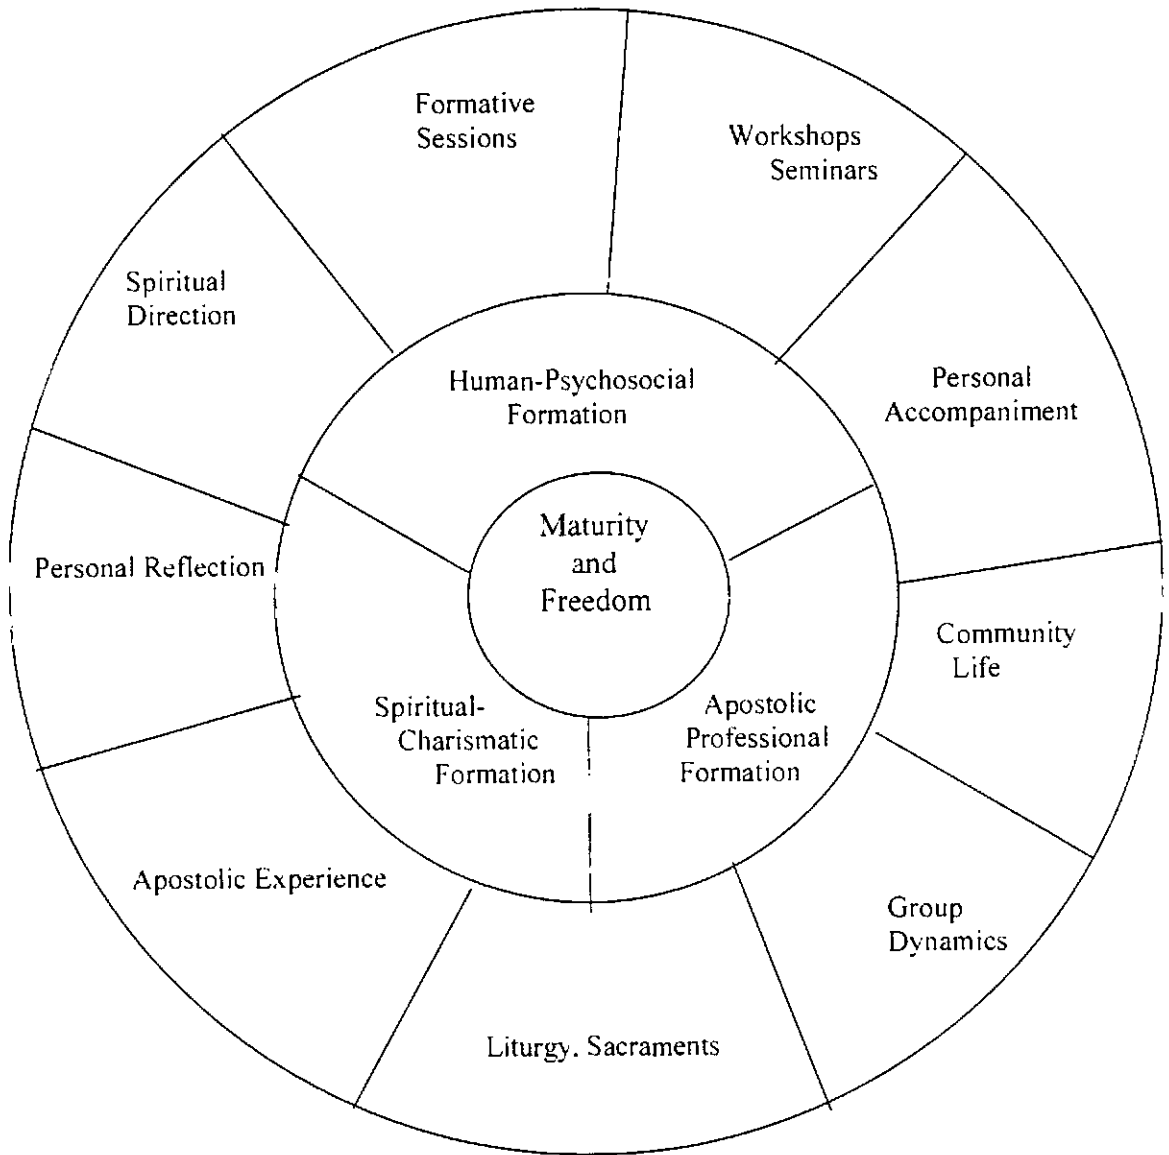 Formative
Sessions
Workshops
Seminars
Spiritual
Direction
Personal
Accompaniment
Human-Psychosocial
Formation
Maturity
and
Freedom
Personal Reflection
Community
Life
Spiritual-
Charismatic
Formation
Apostolic
Professional
Formation
Apostolic Experience
Group
Dynamics
Liturgy. Sacraments